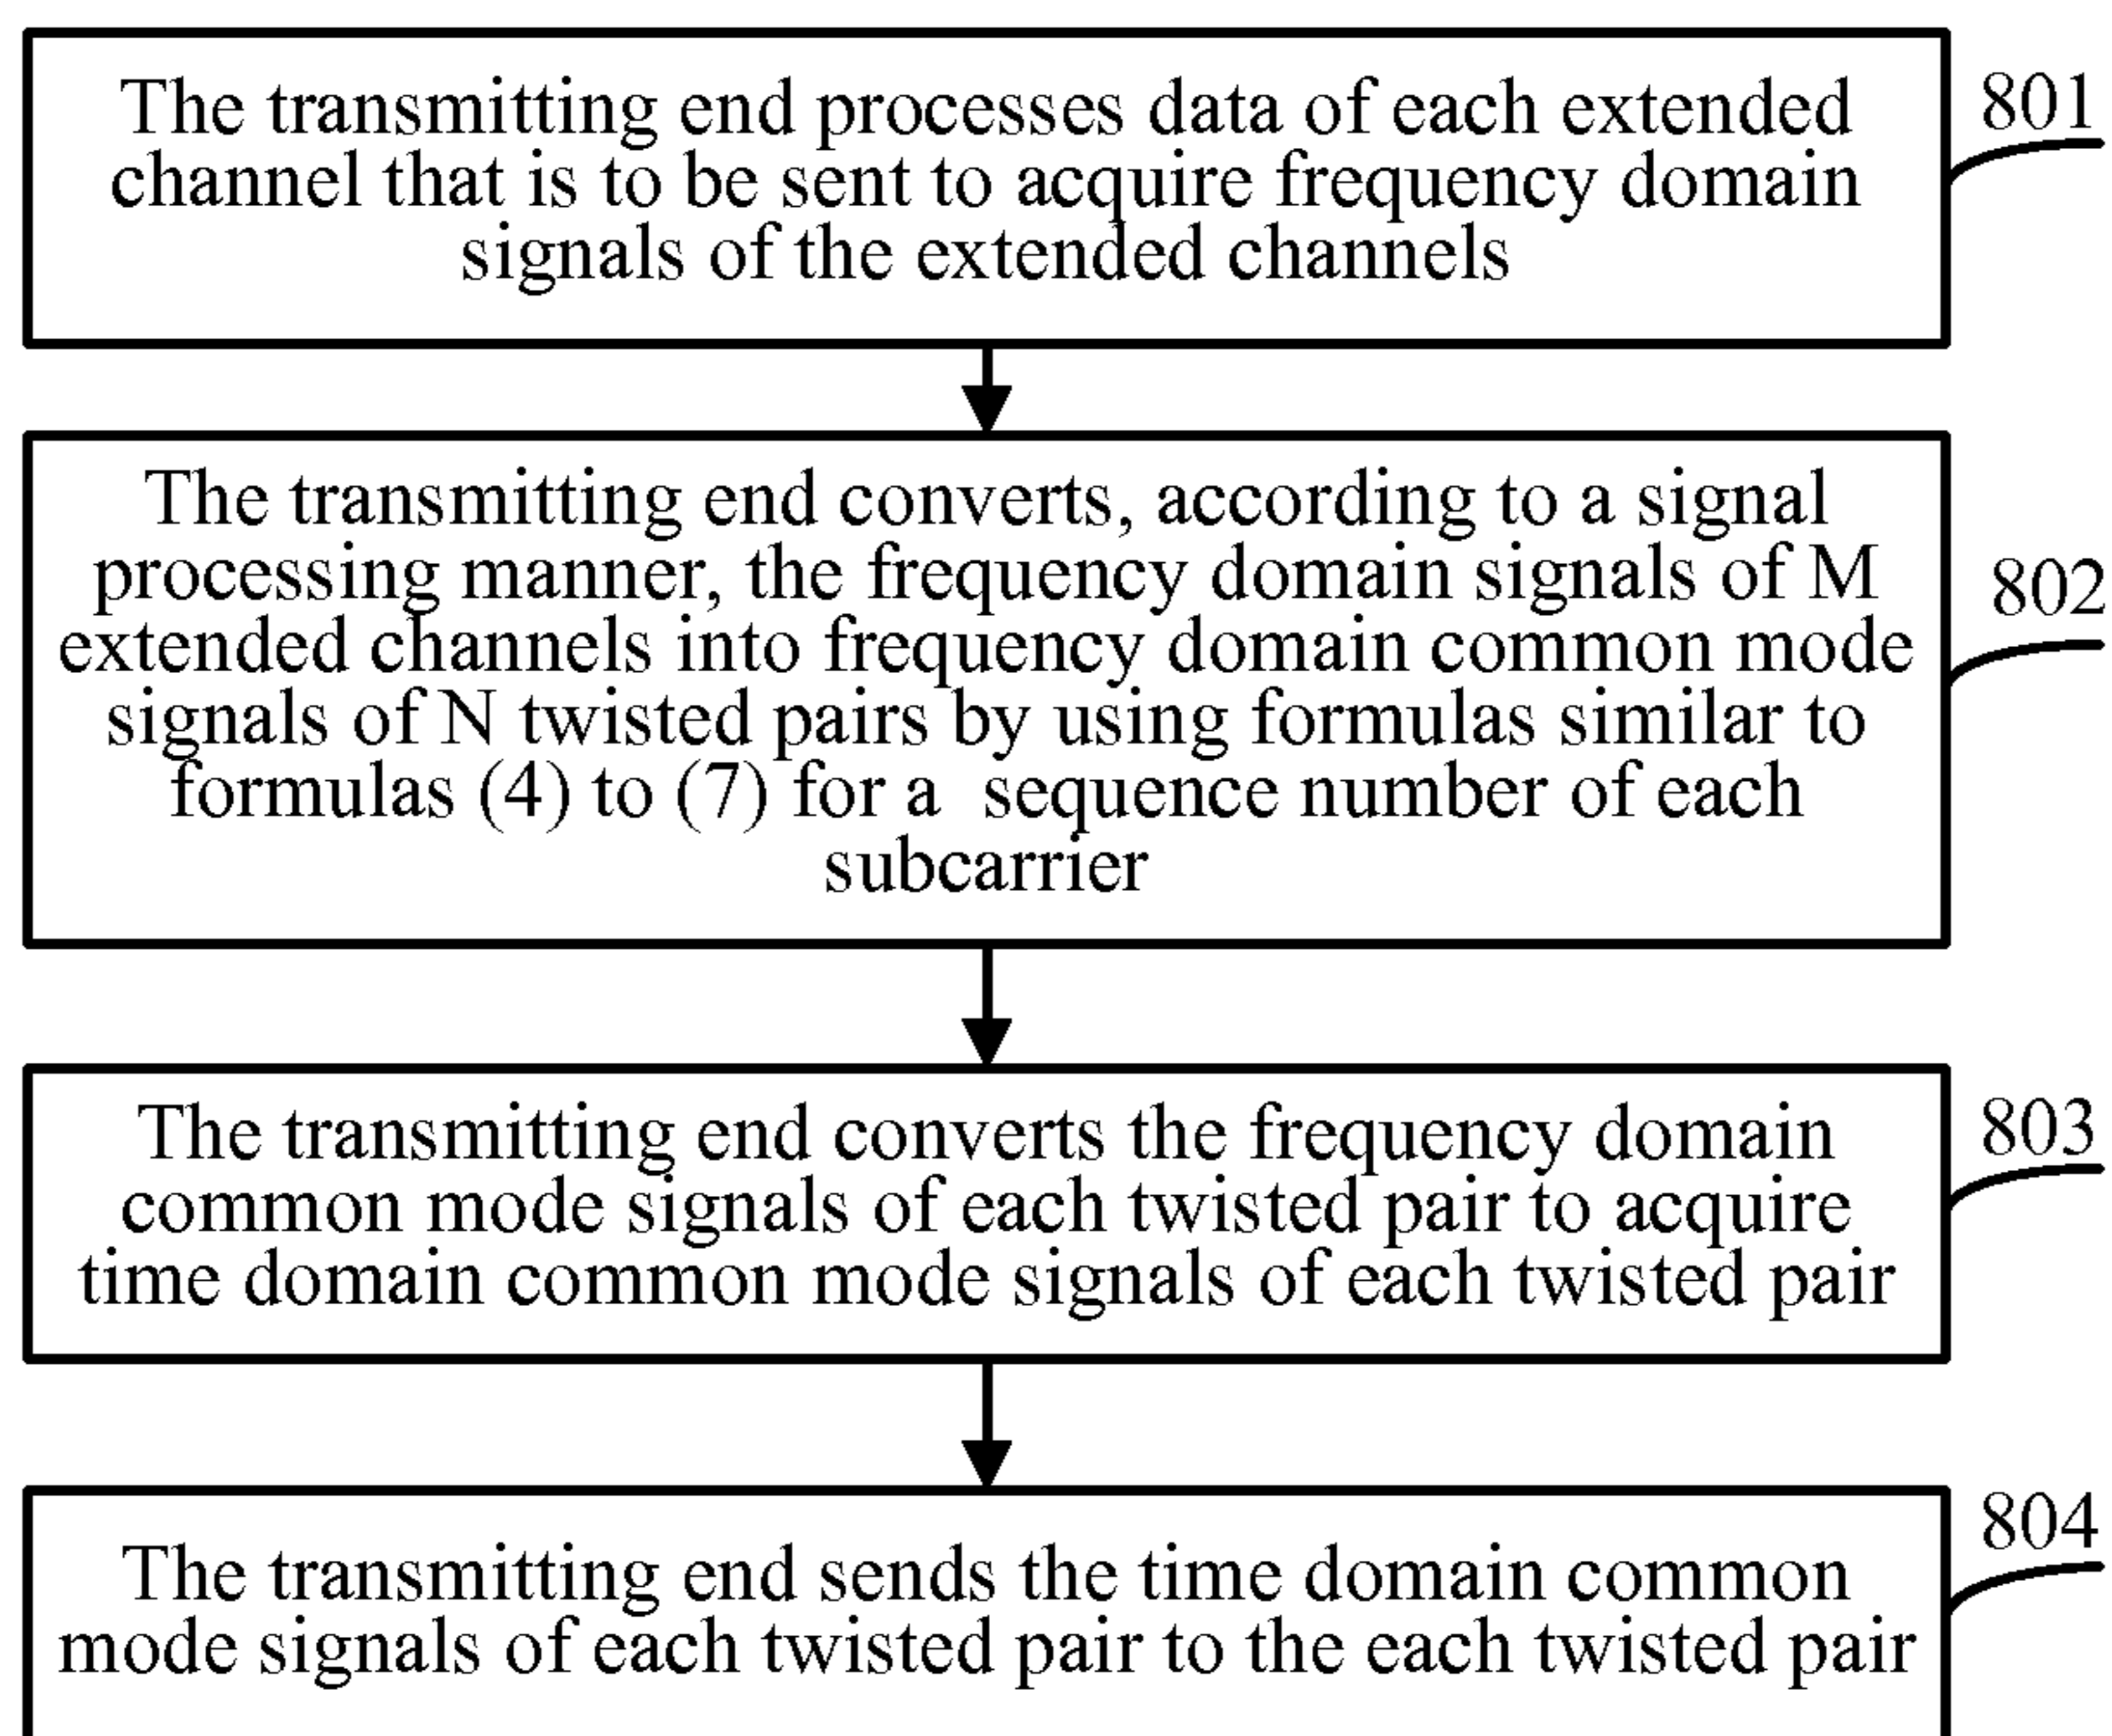 The transmitting end processes data of each extended
channel that is to be sent to acquire frequency domain
signals of the extended channels
801
The transmitting end converts, according to a signal
processing manner, the frequency domain signals of M
extended channels into frequency domain common mode
signals of N twisted pairs by using formulas similar to
formulas (4) to (7) for a sequence number of each
subcarrier
802
The transmitting end converts the frequency domain
common mode signals of each twisted pair to acquire
time domain common mode signals of each twisted pair
803
The transmitting end sends the time domain common
mode signals of each twisted pair to the each twisted pair
804